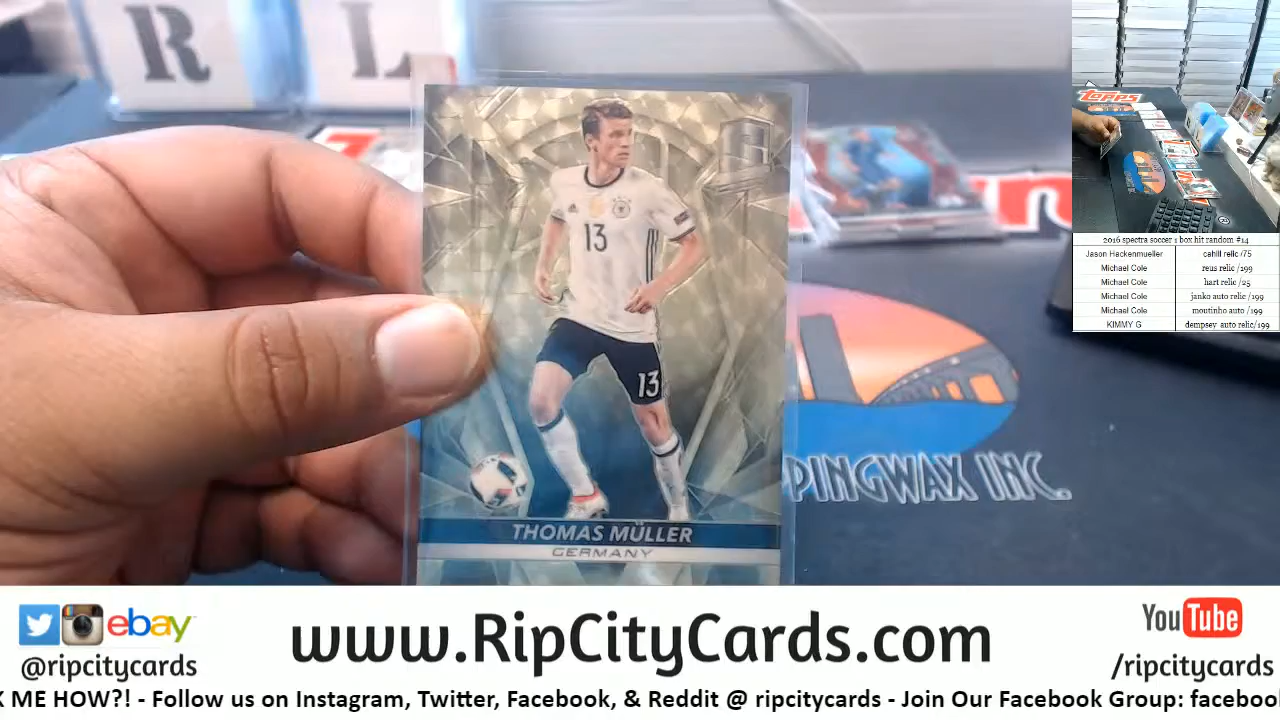 R L
Topps
13
13
THOMAS MÜLLER
GERMANY
PINGWAX INC.
2016 spectra soccer 1 box hit random #14
Jason Hackenmueller cahill relic /75
Michael Cole reus relic /199
Michael Cole hart relic /25
Michael Cole janko auto relic /199
Michael Cole moutinho auto /199
KIMMY G dempsey auto relic/199
ebay
@ripcitycards
www.RipCityCards.com
YouTube
/ripcitycards
K ME HOW?! - Follow us on Instagram, Twitter, Facebook, & Reddit @ ripcitycards - Join Our Facebook Group: faceboo